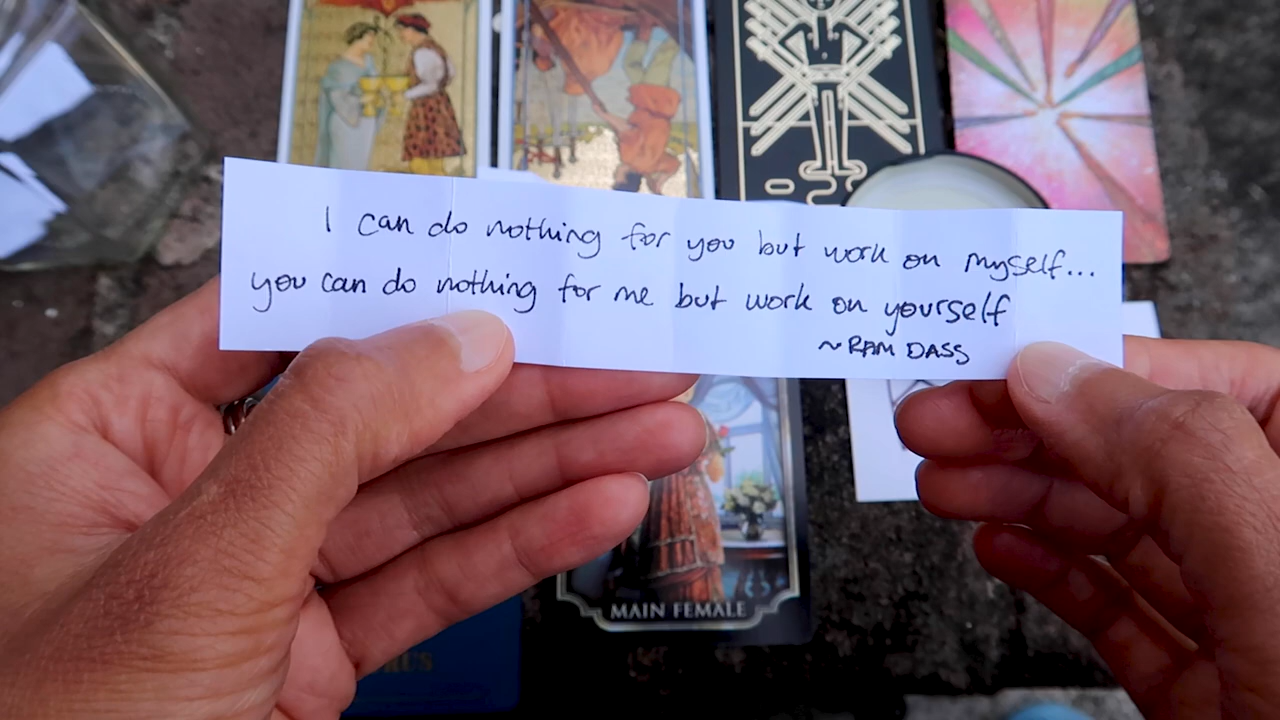 I can do nothing for you but work on myself...
you can do nothing for me but work on yourself
~RAM DASS
MAIN FEMALE